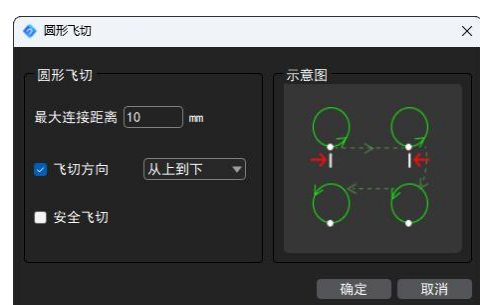 圆形飞切
圆形飞切
最大连接距离 10 mm
飞切方向 从上到下
安全飞切
示意图
确定 取消